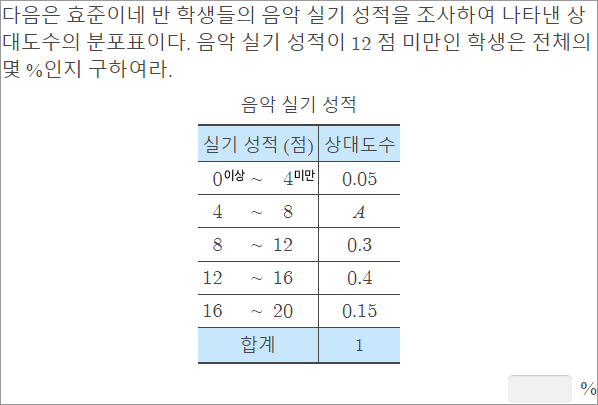 다음은 효준이네 반 학생들의 음악 실기 성적을 조사하여 나타낸 상
대도수의 분포표이다. 음악 실기 성적이 12 점 미만인 학생은 전체의
몇 %인지 구하여라.
음악 실기 성적
실기 성적 (점) 상대도수
0이상 ~ 4미만 0.05
4 ~ 8 A
8 ~ 12 0.3
12 ~ 16 0.4
16 ~ 20 0.15
합계 1
%